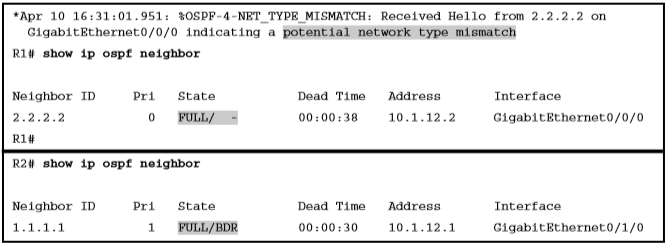 *Apr 10 16:31:01.951: %OSPF-4-NET_TYPE_MISMATCH: Received Hello from 2.2.2.2 on
GigabitEthernet0/0/0 indicating a potential network type mismatch
R1# show ip ospf neighbor
Neighbor ID Pri State Dead Time Address Interface
2.2.2.2 0 FULL/ - 00:00:38 10.1.12.2 GigabitEthernet0/0/0
R1#
R2# show ip ospf neighbor
Neighbor ID Pri State Dead Time Address Interface
1.1.1.1 1 FULL/BDR 00:00:30 10.1.12.1 GigabitEthernet0/1/0